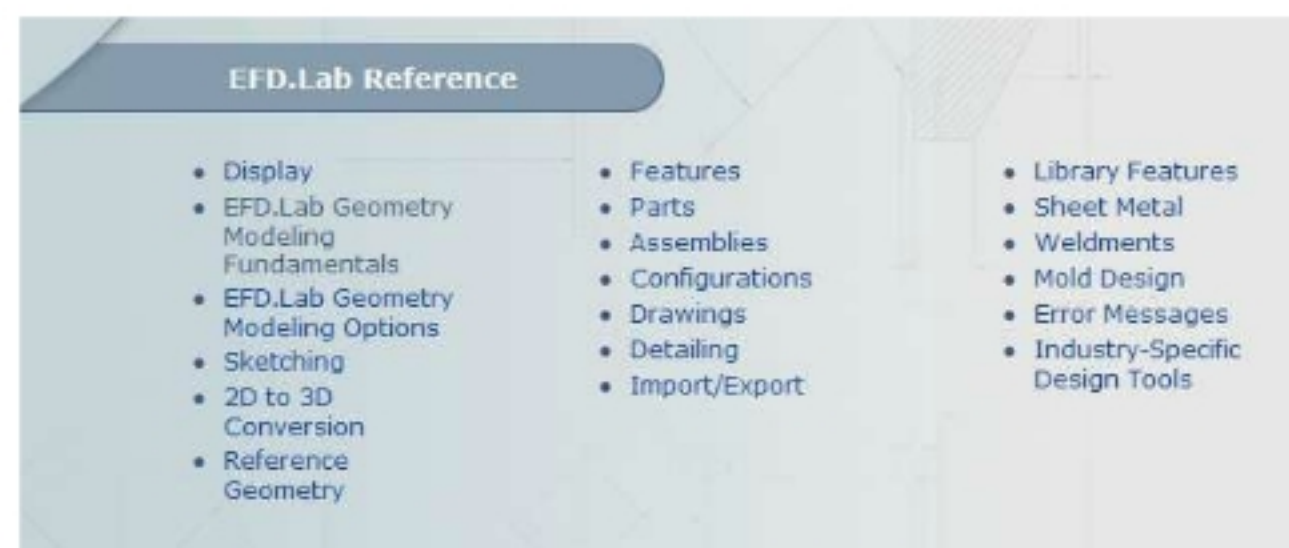 EFD.Lab Reference
• Display
• EFD.Lab Geometry
Modeling
Fundamentals
• EFD.Lab Geometry
Modeling Options
• Sketching
• 2D to 3D
Conversion
• Reference
Geometry
• Features
• Parts
• Assemblies
• Configurations
• Drawings
• Detailing
• Import/Export
• Library Features
• Sheet Metal
• Weldments
• Mold Design
• Error Messages
• Industry-Specific
Design Tools